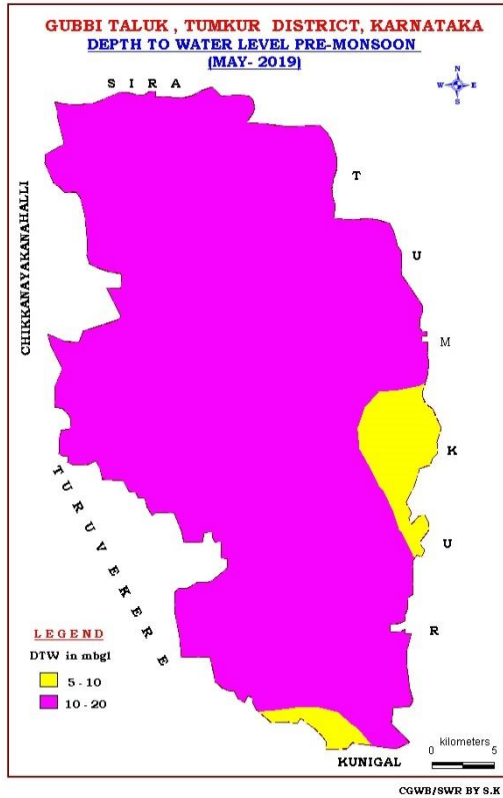 GUBBI TALUK , TUMKUR DISTRICT, KARNATAKA
DEPTH TO WATER LEVEL PRE-MONSOON
(MAY- 2019)
S I R A
N
W E
S
CHIKKANAYAKANAHALLI
T U M K U R
TURUVEKERE
LEGEND
DTW in mbgl
5 - 10
10 - 20
KUNIGAL
kilometers
0 5
CGWB/SWR BY S.R